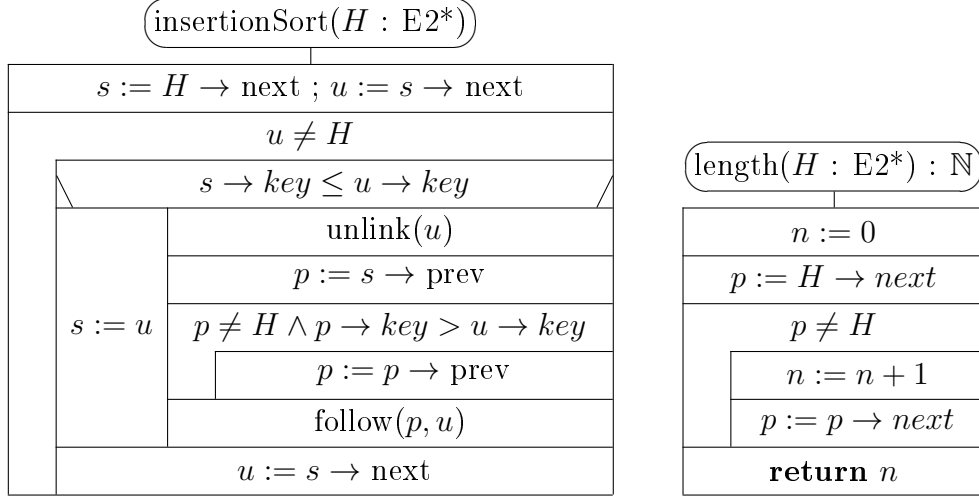 insertionSort(H : E2*)
s := H → next ; u := s → next
u ≠ H
s → key ≤ u → key
s := u
unlink(u)
p := s → prev
p ≠ H ∧ p → key > u → key
p := p → prev
follow(p, u)
u := s → next
length(H : E2*) : ℕ
n := 0
p := H → next
p ≠ H
n := n + 1
p := p → next
return n